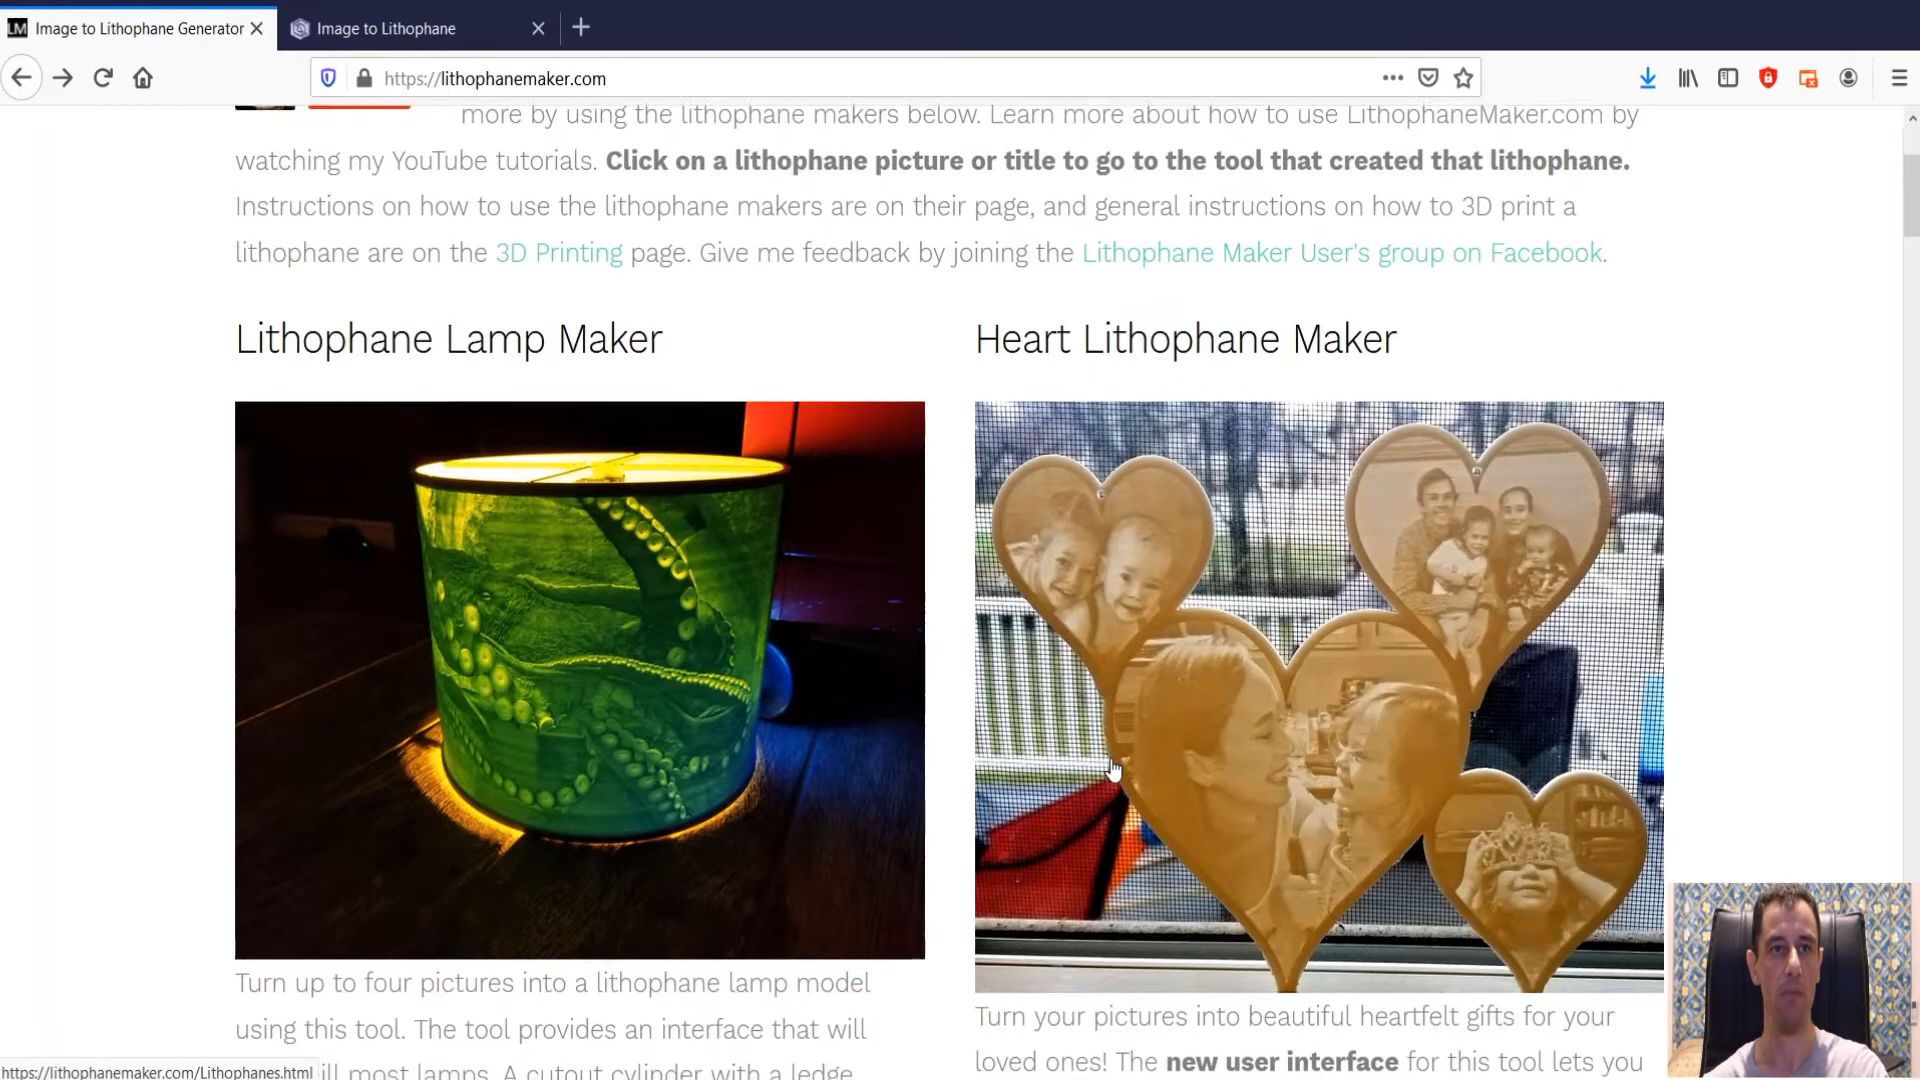 LM Image to Lithophane Generator
Image to Lithophane
https://lithophanemaker.com
more by using the lithophane makers below. Learn more about how to use LithophaneMaker.com by
watching my YouTube tutorials. Click on a lithophane picture or title to go to the tool that created that lithophane.
Instructions on how to use the lithophane makers are on their page, and general instructions on how to 3D print a
lithophane are on the 3D Printing page. Give me feedback by joining the Lithophane Maker User's group on Facebook.
Lithophane Lamp Maker
Heart Lithophane Maker
Turn up to four pictures into a lithophane lamp model
using this tool. The tool provides an interface that will
ill most lamps. A cutout cylinder with a ledge
Turn your pictures into beautiful heartfelt gifts for your
loved ones! The new user interface for this tool lets you
https://lithophanemaker.com/Lithophanes.html